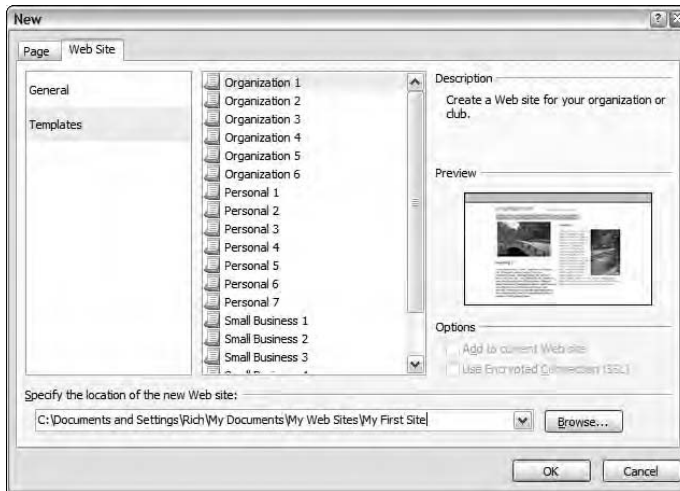 New
Page
Web Site
General
Templates
Organization 1
Organization 2
Organization 3
Organization 4
Organization 5
Organization 6
Personal 1
Personal 2
Personal 3
Personal 4
Personal 5
Personal 6
Personal 7
Small Business 1
Small Business 2
Small Business 3
Description
Create a Web site for your organization or
club.
Preview
Options
Add to current Web site
Use Encrypted Connection (SSL)
Specify the location of the new Web site:
C:\Documents and Settings\Rich\My Documents\My Web Sites\My First Site
Browse...
OK
Cancel